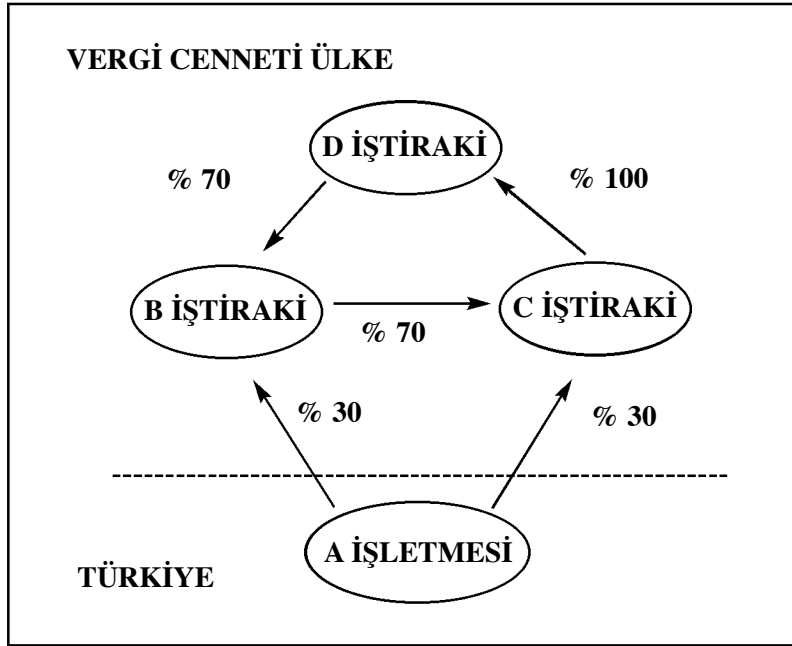 VERGİ CENNETİ ÜLKE
D İŞTİRAKİ
% 70
% 100
B İŞTİRAKİ
C İŞTİRAKİ
% 70
% 30
% 30
A İŞLETMESİ
TÜRKİYE